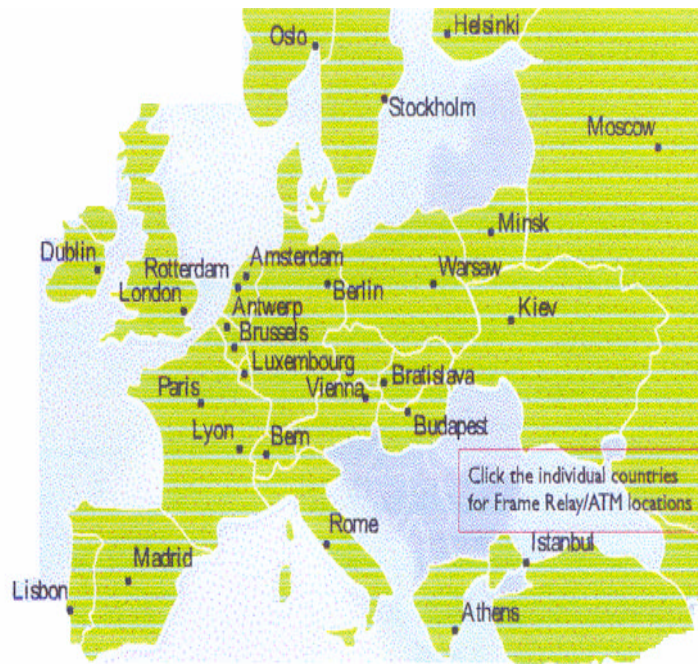 Helsinki
Oslo
Stockholm
Moscow
Minsk
Dublin
Amsterdam
Rotterdam
Warsaw
Berlin
London
Antwerp
Kiev
Brussels
Luxembourg
Paris
Vienna
Bratislava
Lyon
Bern
Budapest
Click the individual countries
for Frame Relay/ATM locations
Rome
Istanbul
Madrid
Lisbon
Athens